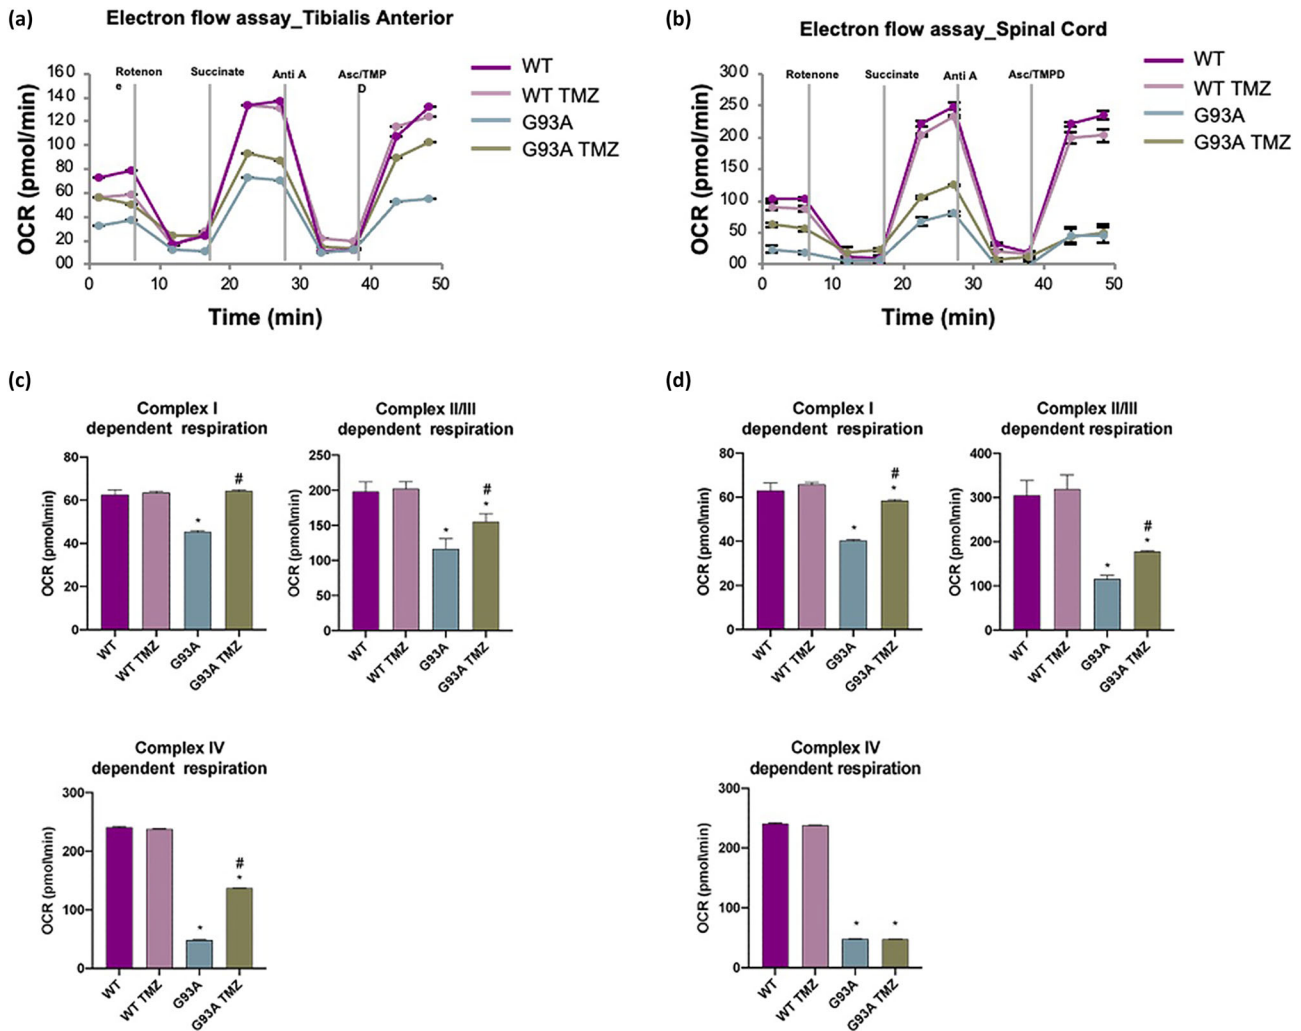 (a)
Electron flow assay_Tibialis Anterior
OCR (pmol/min)
160
140
120
100
80
60
40
20
00
Rotenon
e
Succinate
Anti A
Asc/TMP
D
0
10
20
30
40
50
Time (min)
WT
WT TMZ
G93A
G93A TMZ
(b)
Electron flow assay_Spinal Cord
OCR (pmol/min)
300
250
200
150
100
50
00
Rotenone
Succinate
Anti A
Asc/TMPD
0
10
20
30
40
50
Time (min)
WT
WT TMZ
G93A
G93A TMZ
(c)
Complex I
dependent respiration
OCR (pmol\min)
80
60
40
20
0
*
#
WT
WT TMZ
G93A
G93A TMZ
Complex II/III
dependent respiration
OCR (pmol\min)
250
200
150
100
50
0
*
#
*
WT
WT TMZ
G93A
G93A TMZ
Complex IV
dependent respiration
OCR (pmol\min)
300
200
100
0
*
#
*
WT
WT TMZ
G93A
G93A TMZ
(d)
Complex I
dependent respiration
OCR (pmol\min)
80
60
40
20
0
*
#
*
WT
WT TMZ
G93A
G93A TMZ
Complex II/III
dependent respiration
OCR (pmol\min)
400
300
200
100
0
*
#
*
WT
WT TMZ
G93A
G93A TMZ
Complex IV
dependent respiration
OCR (pmol\min)
300
200
100
0
*
*
WT
WT TMZ
G93A
G93A TMZ